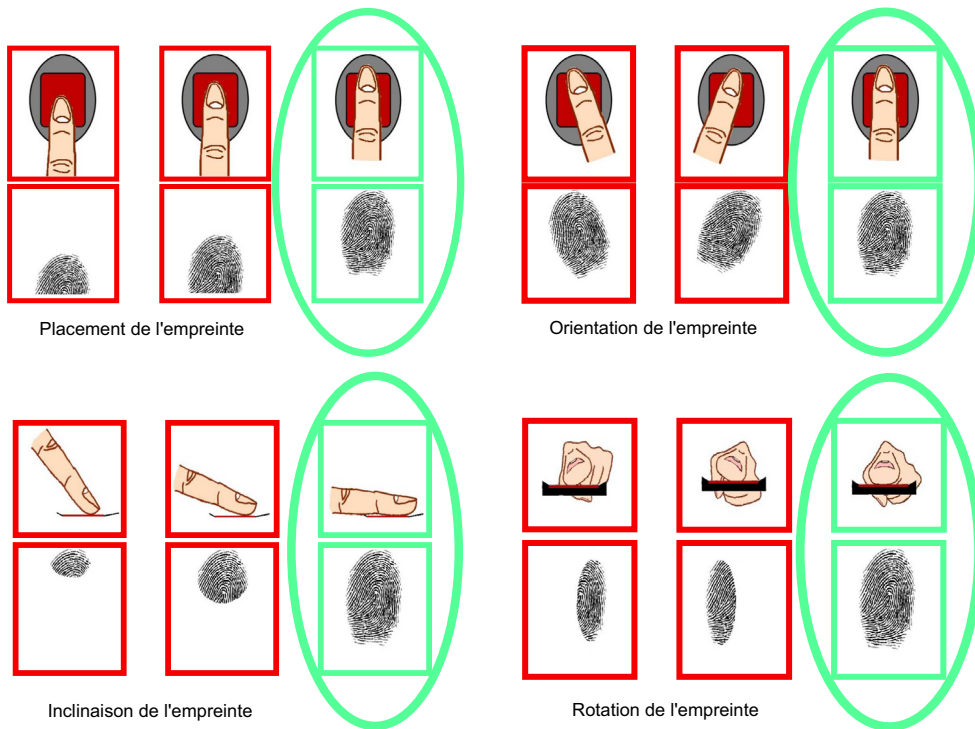 Placement de l'empreinte
Orientation de l'empreinte
Inclinaison de l'empreinte
Rotation de l'empreinte